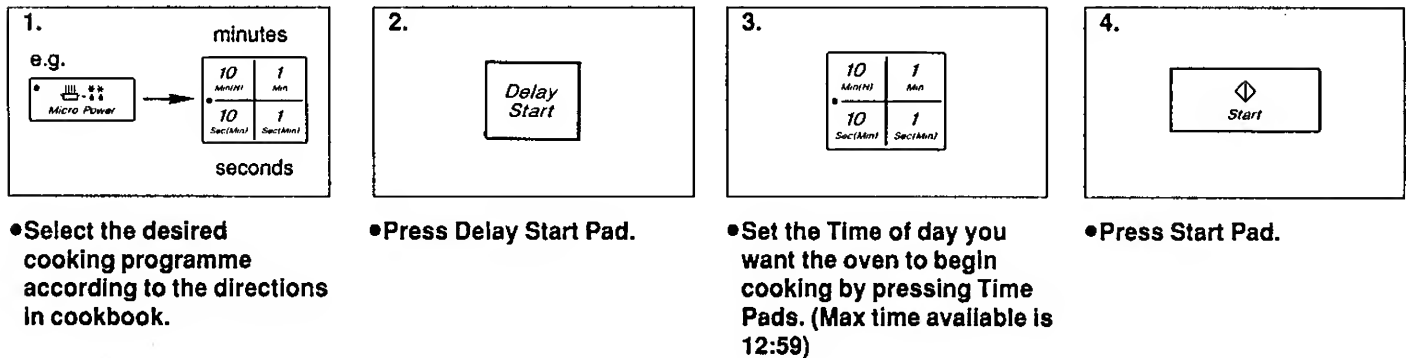 1.
e.g.
Micro Power
minutes
10 1
Min(H) Min
10 1
Sec(Min) Sec(Min)
seconds
●Select the desired
cooking programme
according to the directions
in cookbook.
2.
Delay
Start
●Press Delay Start Pad.
3.
10 1
Min(H) Min
10 1
Sec(Min) Sec(Min)
●Set the Time of day you
want the oven to begin
cooking by pressing Time
Pads. (Max time available is
12:59)
4.
Start
●Press Start Pad.